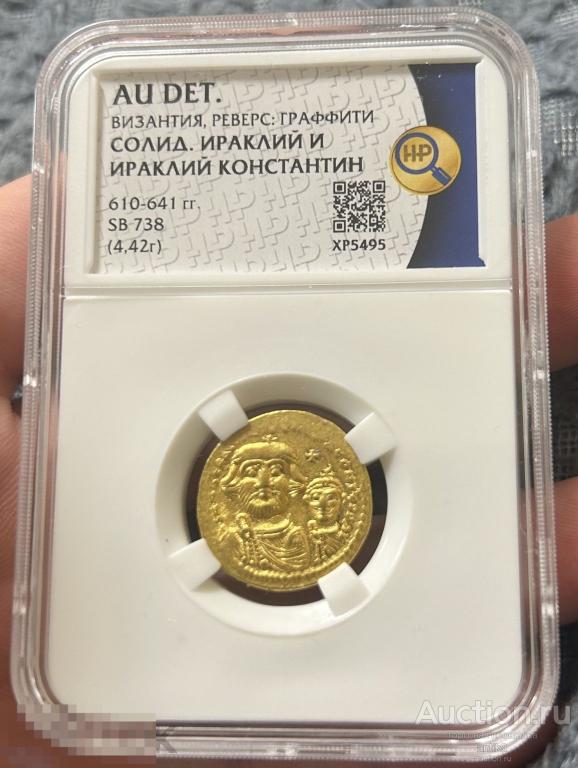 AU DET.
ВИЗАНТИЯ, РЕВЕРС: ГРАФФИТИ
СОЛИД. ИРАКЛИЙ И
ИРАКЛИЙ КОНСТАНТИН
ННР
610-641 гг.
SB 738
(4,42г)
XP5495
Auction.ru